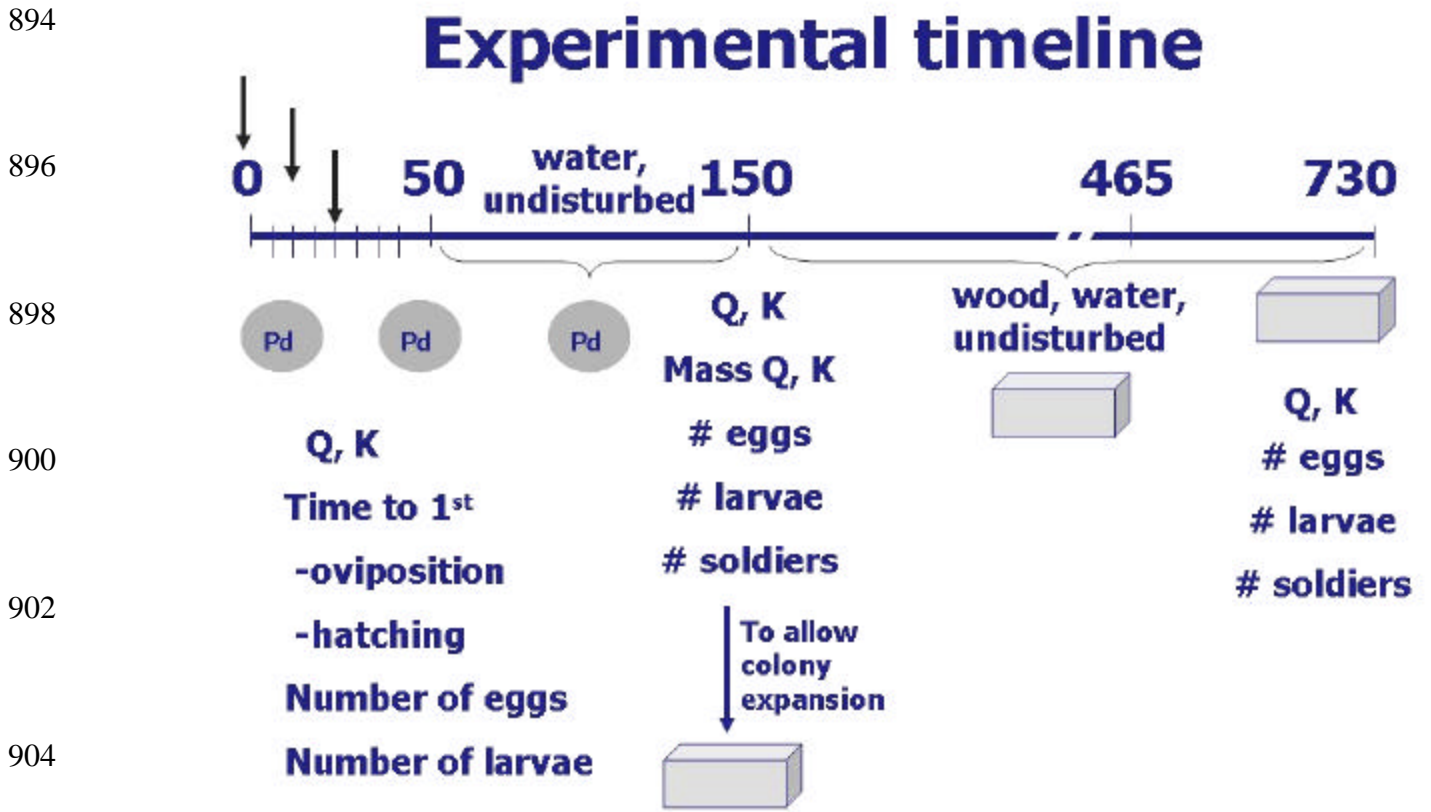 894
Experimental timeline
896
0
50
water,
undisturbed
150
465
730
898
Pd
Pd
Pd
Q, K
Time to 1st
-oviposition
-hatching
Number of eggs
Number of larvae
Q, K
Mass Q, K
# eggs
# larvae
# soldiers
To allow
colony
expansion
wood, water,
undisturbed
Q, K
# eggs
# larvae
# soldiers
900
902
904